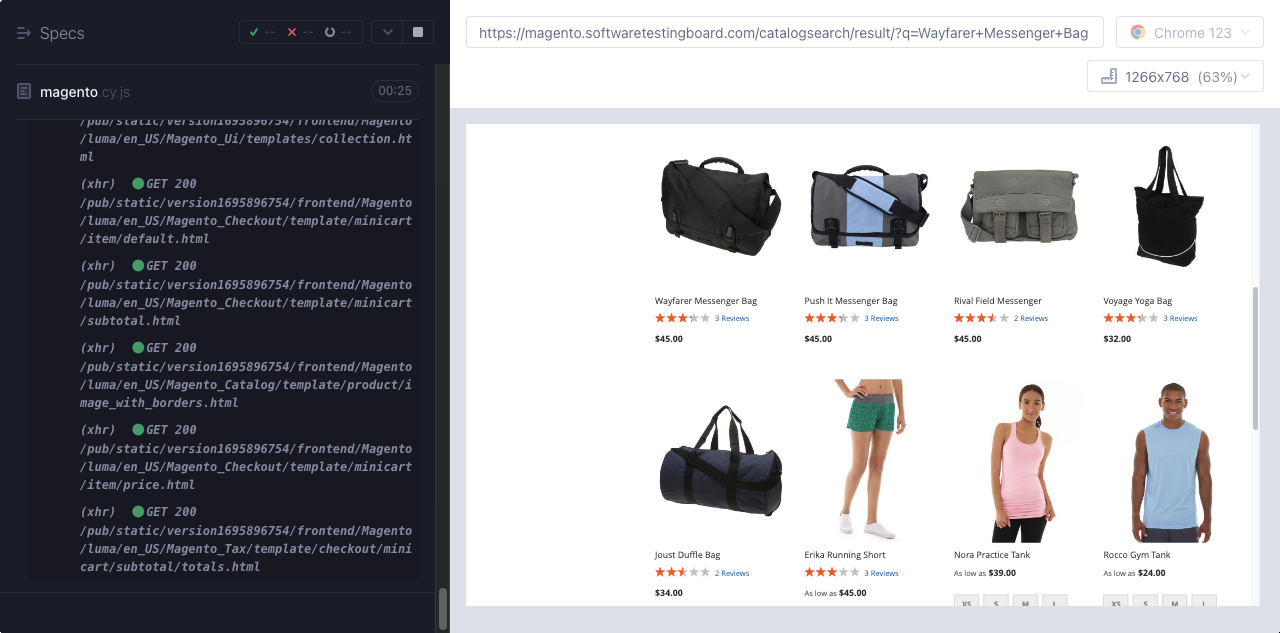 Specs
--
--
--
https://magento.softwaretestingboard.com/catalogsearch/result/?q=Wayfarer+Messenger+Bag
Chrome 123
1266x768 (63%)
magento.cy.js
00:25
/pub/static/version1695896754/frontend/Magento
/luma/en_US/Magento_Ui/templates/collection.ht
ml
(xhr) GET 200
/pub/static/version1695896754/frontend/Magento
/luma/en_US/Magento_Checkout/template/minicart
/item/default.html
(xhr) GET 200
/pub/static/version1695896754/frontend/Magento
/luma/en_US/Magento_Checkout/template/minicart
/subtotal.html
(xhr) GET 200
/pub/static/version1695896754/frontend/Magento
/luma/en_US/Magento_Catalog/template/product/i
mage_with_borders.html
(xhr) GET 200
/pub/static/version1695896754/frontend/Magento
/luma/en_US/Magento_Checkout/template/minicart
/item/price.html
(xhr) GET 200
/pub/static/version1695896754/frontend/Magento
/luma/en_US/Magento_Tax/template/checkout/mini
cart/subtotal/totals.html
Wayfarer Messenger Bag
3 Reviews
$45.00
Push It Messenger Bag
3 Reviews
$45.00
Rival Field Messenger
2 Reviews
$45.00
Voyage Yoga Bag
3 Reviews
$32.00
Joust Duffle Bag
2 Reviews
$34.00
Erika Running Short
3 Reviews
As low as $45.00
Nora Practice Tank
As low as $39.00
XS S M L
Rocco Gym Tank
As low as $24.00
XS S M L